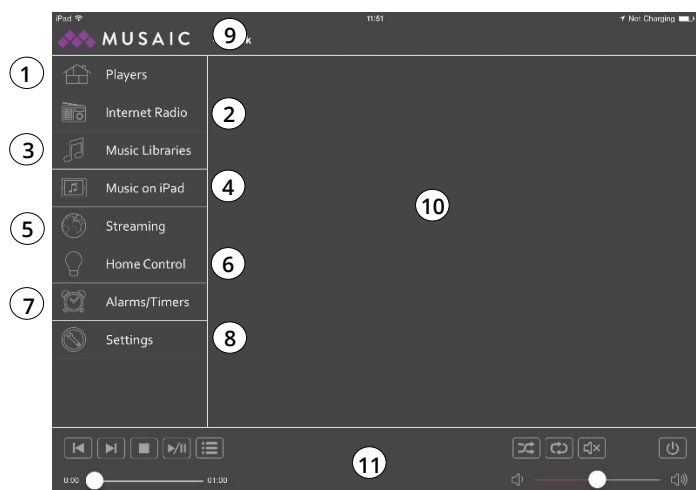 iPad 11:51 Not Charging
MUSAIC 9
1 Players
Internet Radio 2
3 Music Libraries
Music on iPad 4
10
5 Streaming
Home Control 6
7 Alarms/Timers
Settings 8
11
0:00 01:00